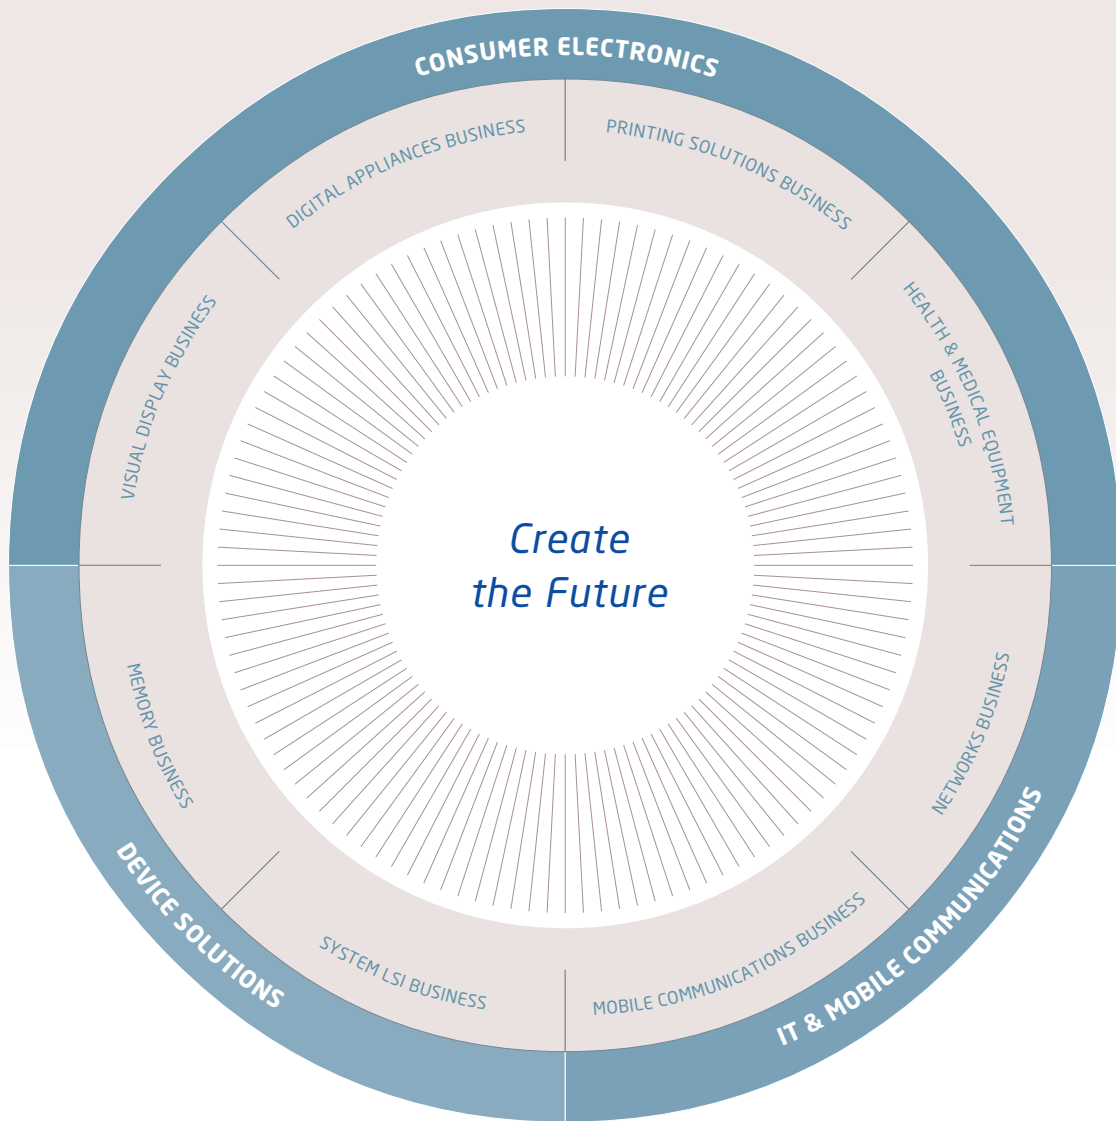 CONSUMER ELECTRONICS
DIGITAL APPLIANCES BUSINESS
PRINTING SOLUTIONS BUSINESS
VISUAL DISPLAY BUSINESS
HEALTH & MEDICAL EQUIPMENT
BUSINESS
Create
the Future
MEMORY BUSINESS
NETWORKS BUSINESS
DEVICE SOLUTIONS
SYSTEM LSI BUSINESS
MOBILE COMMUNICATIONS BUSINESS
IT & MOBILE COMMUNICATIONS